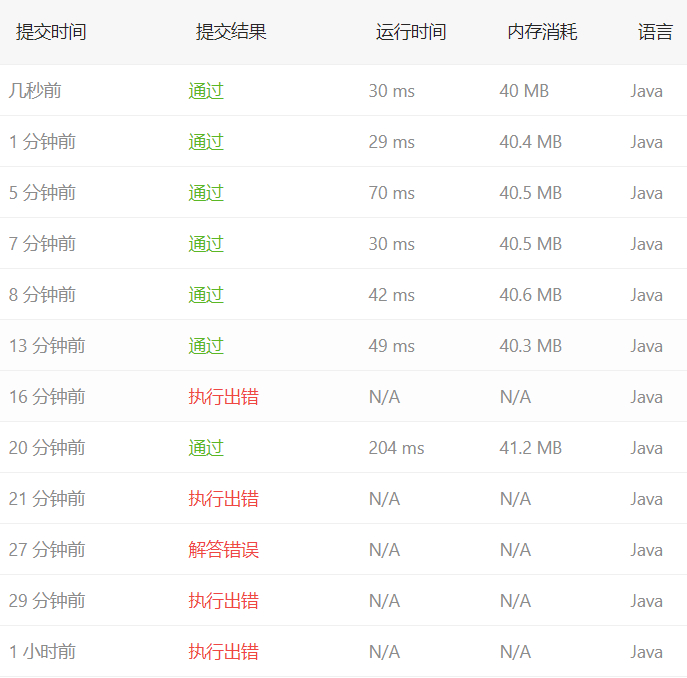 提交时间 提交结果 运行时间 内存消耗 语言
几秒前 通过 30 ms 40 MB Java
1 分钟前 通过 29 ms 40.4 MB Java
5 分钟前 通过 70 ms 40.5 MB Java
7 分钟前 通过 30 ms 40.5 MB Java
8 分钟前 通过 42 ms 40.6 MB Java
13 分钟前 通过 49 ms 40.3 MB Java
16 分钟前 执行出错 N/A N/A Java
20 分钟前 通过 204 ms 41.2 MB Java
21 分钟前 执行出错 N/A N/A Java
27 分钟前 解答错误 N/A N/A Java
29 分钟前 执行出错 N/A N/A Java
1 小时前 执行出错 N/A N/A Java